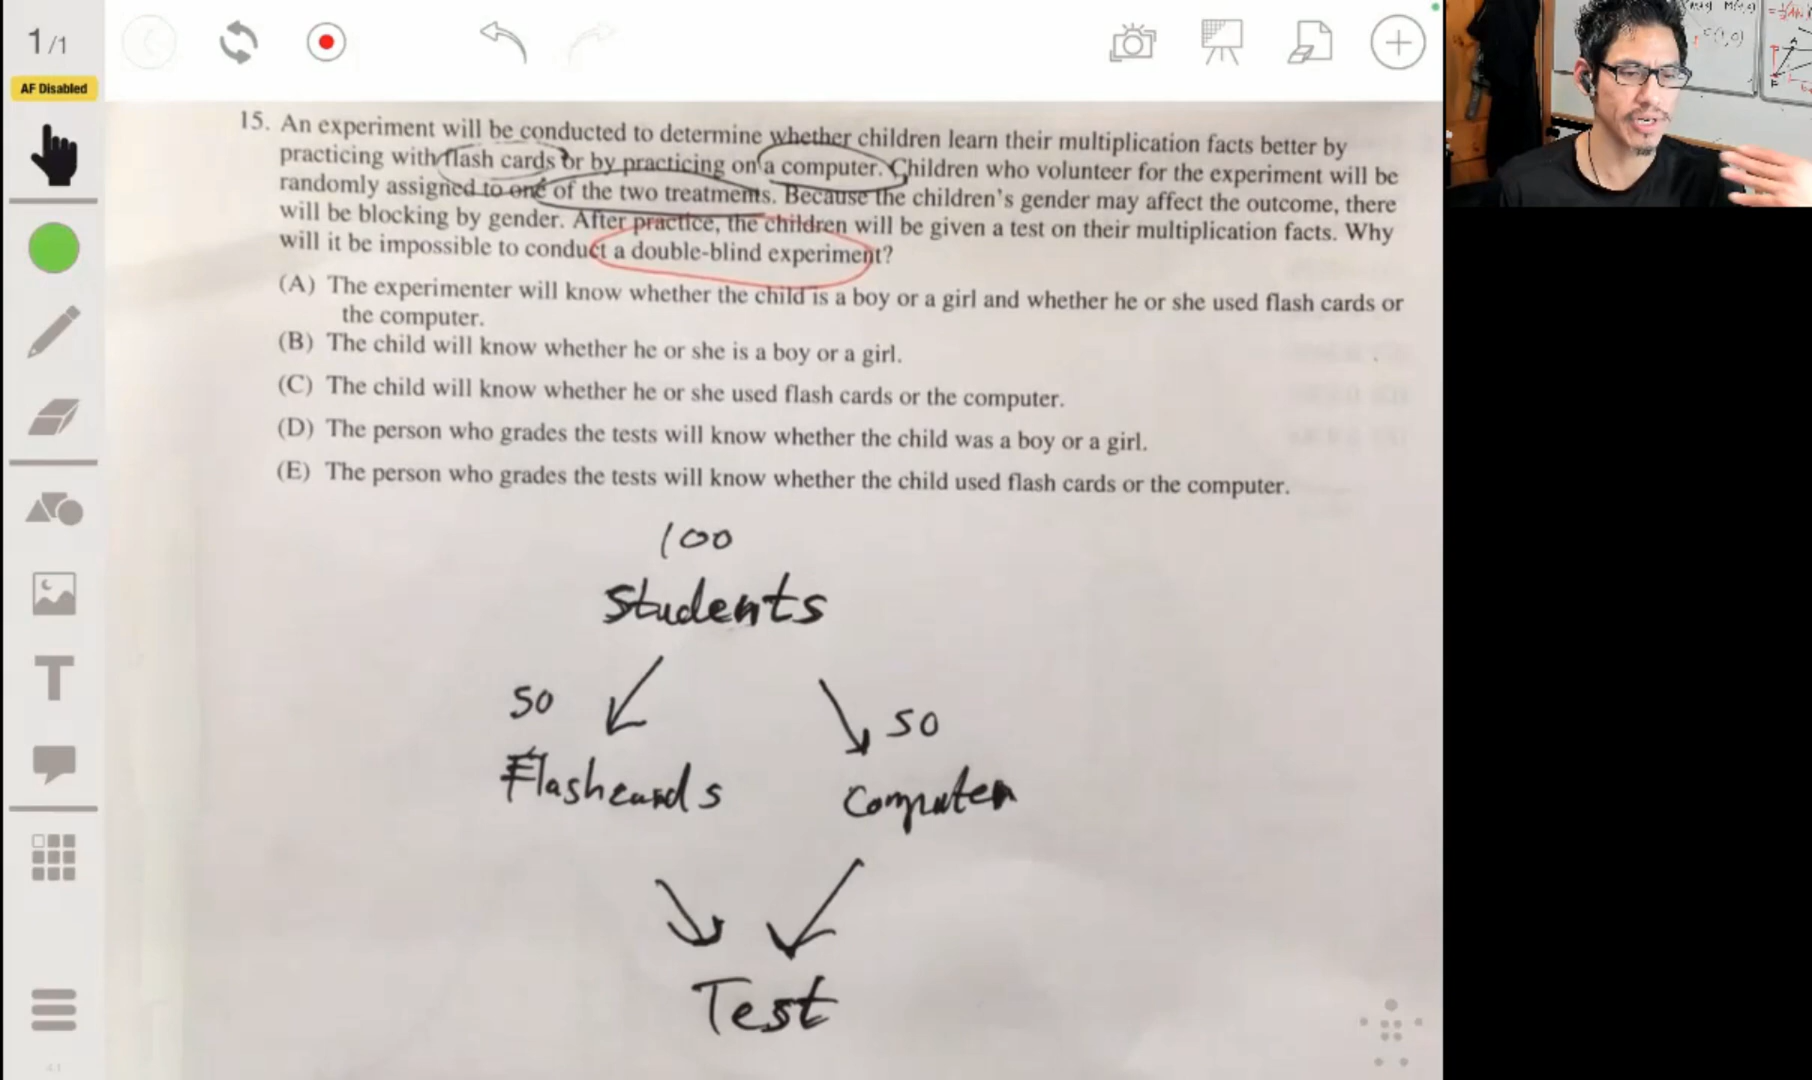 1/1
AF Disabled
15. An experiment will be conducted to determine whether children learn their multiplication facts better by
practicing with flash cards or by practicing on a computer. Children who volunteer for the experiment will be
randomly assigned to one of the two treatments. Because the children's gender may affect the outcome, there
will be blocking by gender. After practice, the children will be given a test on their multiplication facts. Why
will it be impossible to conduct a double-blind experiment?
(A) The experimenter will know whether the child is a boy or a girl and whether he or she used flash cards or
the computer.
(B) The child will know whether he or she is a boy or a girl.
(C) The child will know whether he or she used flash cards or the computer.
(D) The person who grades the tests will know whether the child was a boy or a girl.
(E) The person who grades the tests will know whether the child used flash cards or the computer.
100
Students
50
50
Flashcards
Computer
Test
T
41